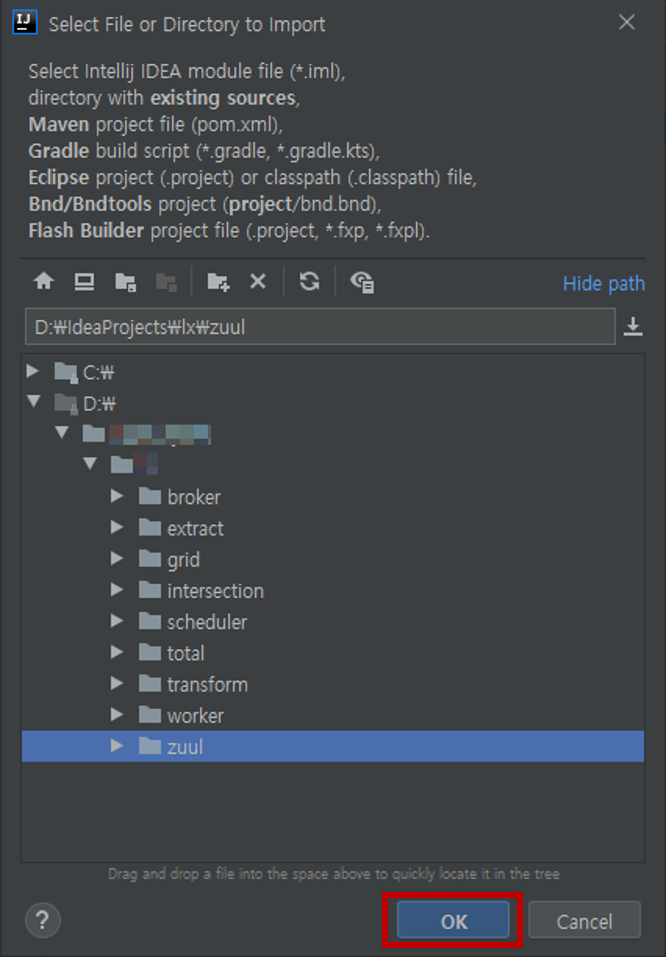 IJ
Select File or Directory to Import
Select Intellij IDEA module file (*.iml),
directory with existing sources,
Maven project file (pom.xml),
Gradle build script (*.gradle, *.gradle.kts),
Eclipse project (.project) or classpath (.classpath) file,
Bnd/Bndtools project (project/bnd.bnd),
Flash Builder project file (.project, *.fxp, *.fxpl).
Hide path
D:₩IdeaProjects₩lx₩zuul
C:₩
D:₩
broker
extract
grid
intersection
scheduler
total
transform
worker
zuul
Drag and drop a file into the space above to quickly locate it in the tree
?
OK
Cancel